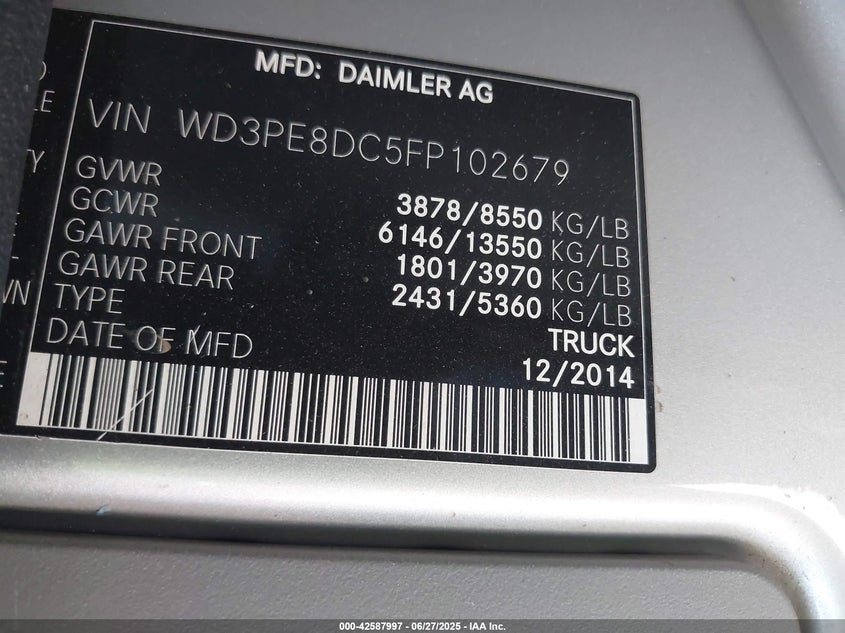 MFD: DAIMLER AG
VIN WD3PE8DC5FP102679
GVWR 3878/8550 KG/LB
GCWR 6146/13550 KG/LB
GAWR FRONT 1801/3970 KG/LB
GAWR REAR 2431/5360 KG/LB
TYPE TRUCK
DATE OF MFD 12/2014
000-42587997 | 06/27/2025 - IAA Inc.